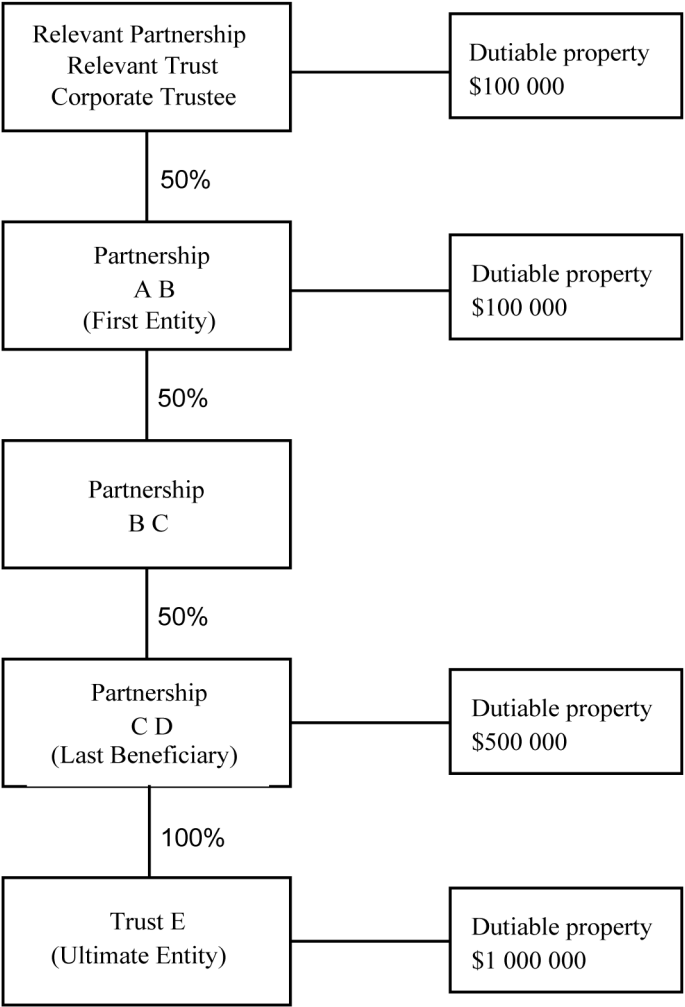 Relevant Partnership
Relevant Trust
Corporate Trustee
Dutiable property
$100 000
50%
Partnership
A B
(First Entity)
Dutiable property
$100 000
50%
Partnership
B C
50%
Partnership
C D
(Last Beneficiary)
Dutiable property
$500 000
100%
Trust E
(Ultimate Entity)
Dutiable property
$1 000 000